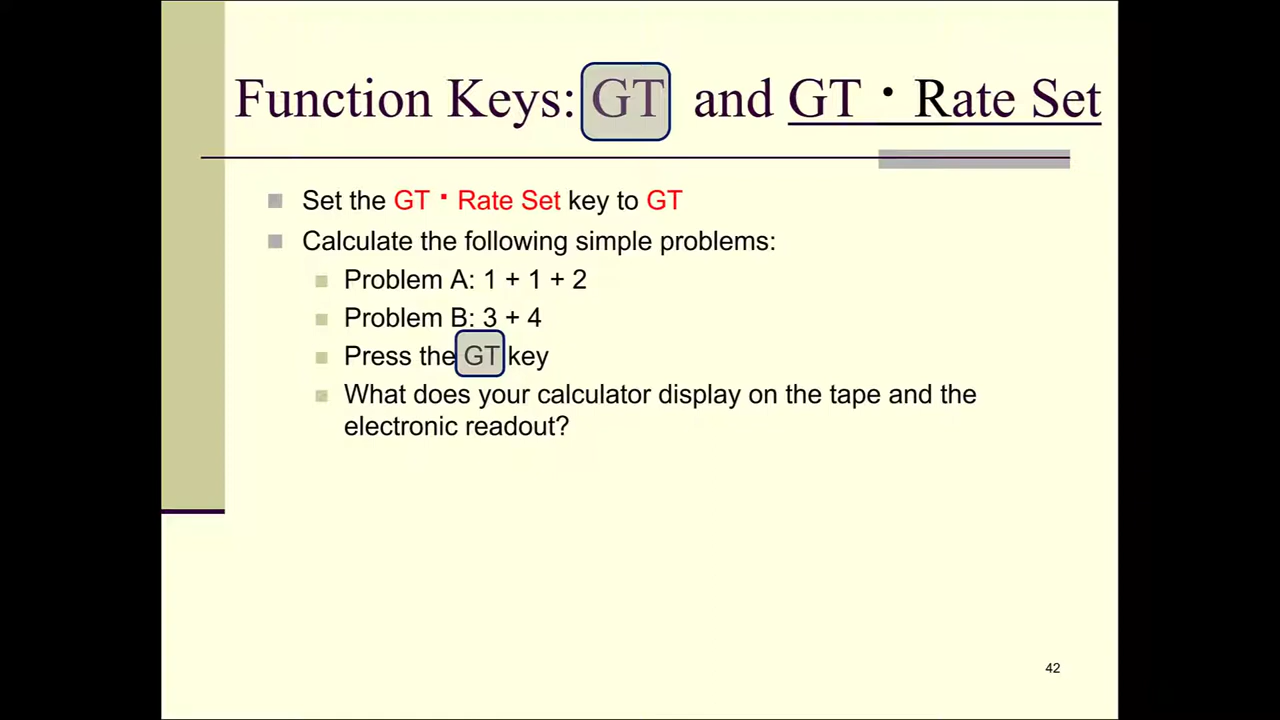 Function Keys: GT and GT · Rate Set
Set the GT · Rate Set key to GT
Calculate the following simple problems:
Problem A: 1 + 1 + 2
Problem B: 3 + 4
Press the GT key
What does your calculator display on the tape and the
electronic readout?
42